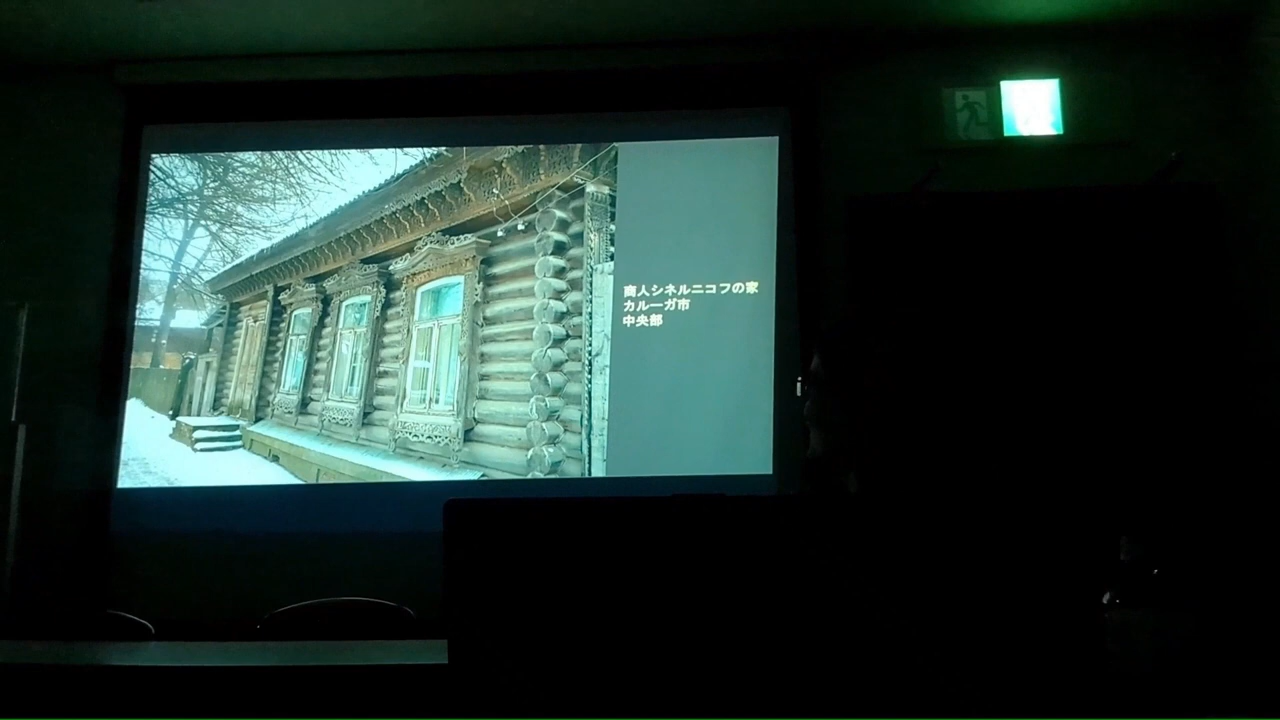 商人シネルニコフの家
カルーガ市
中央部